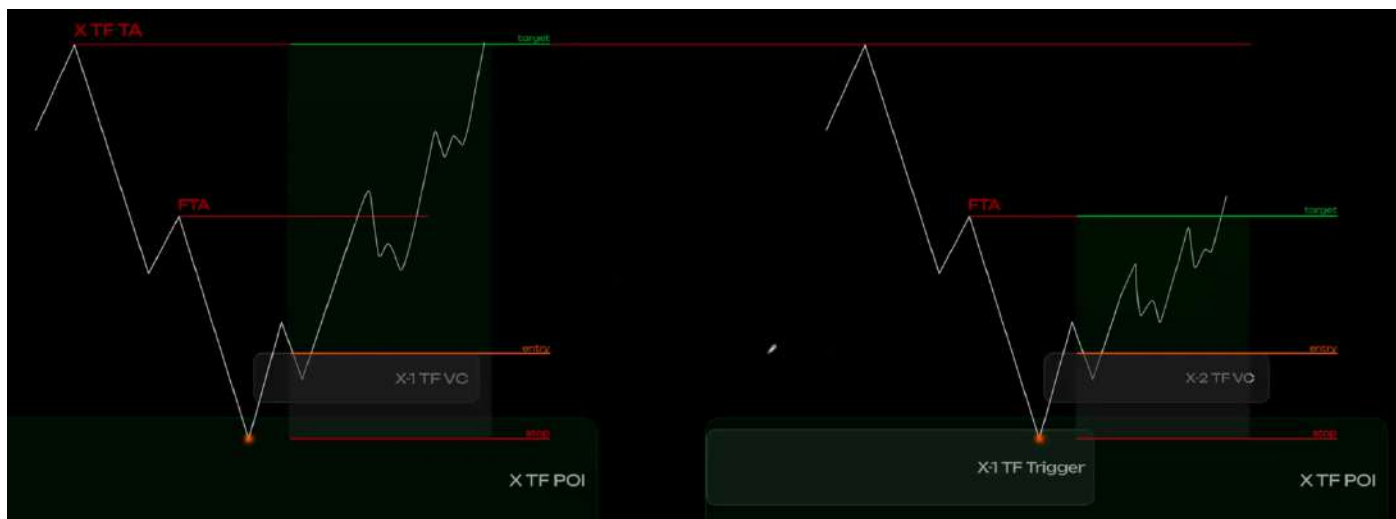 X TF TA
target
FTA
entry
X-1 TF VC
stop
X TF POI
FTA
target
entry
X-2 TF VC
stop
X-1 TF Trigger
X TF POI